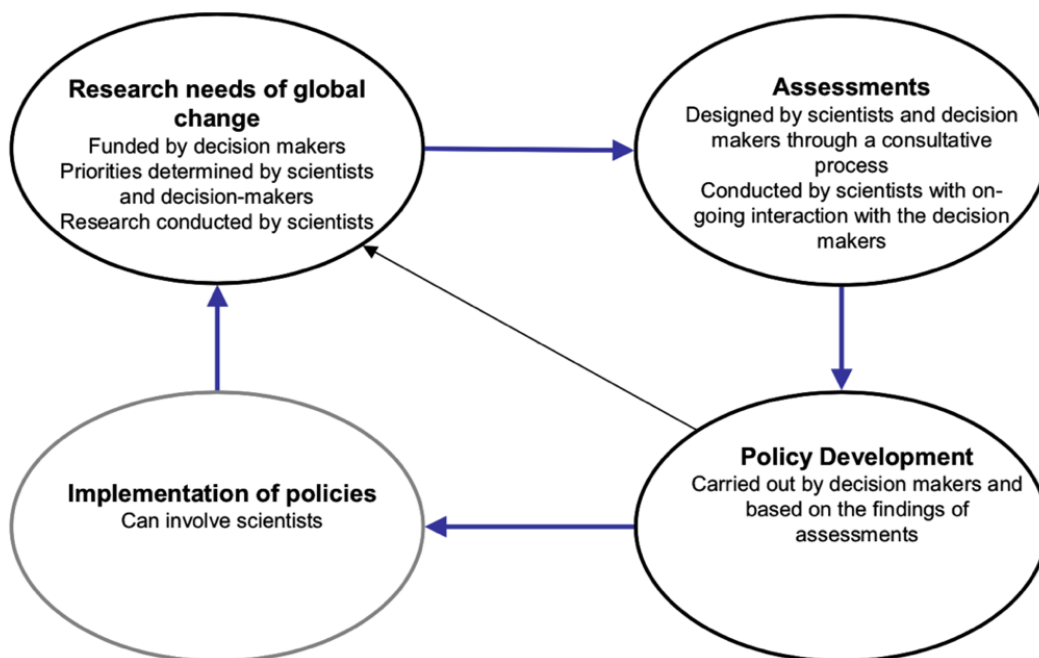 Research needs of global
change
Funded by decision makers
Priorities determined by scientists
and decision-makers
Research conducted by scientists
Assessments
Designed by scientists and decision
makers through a consultative
process
Conducted by scientists with on-
going interaction with the decision
makers
Implementation of policies
Can involve scientists
Policy Development
Carried out by decision makers and
based on the findings of
assessments